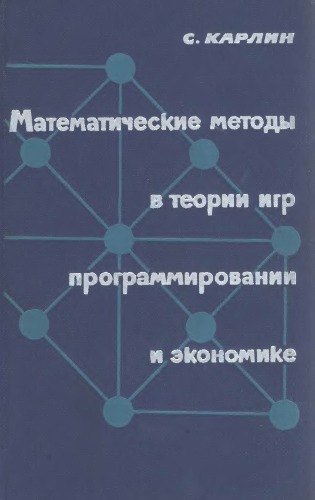 С. КАРЛИН
Математические методы
в теории игр
программировании
и экономике